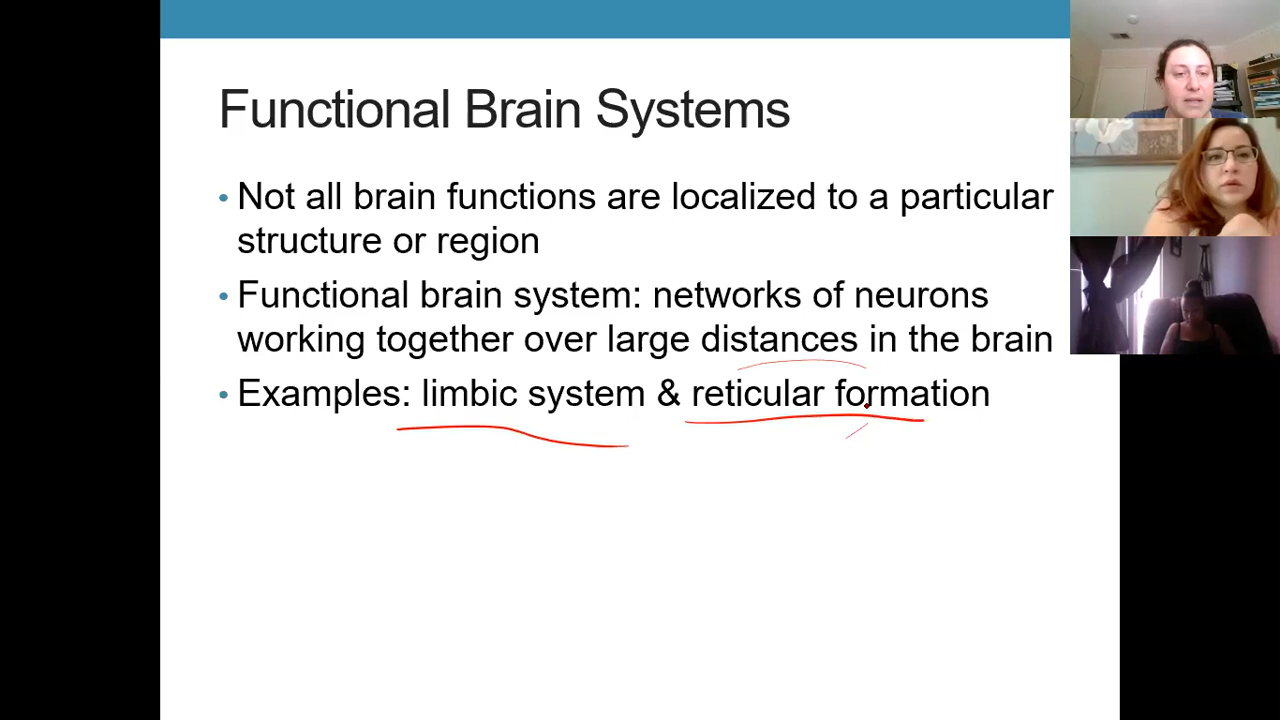 Functional Brain Systems
• Not all brain functions are localized to a particular
structure or region
• Functional brain system: networks of neurons
working together over large distances in the brain
• Examples: limbic system & reticular formation